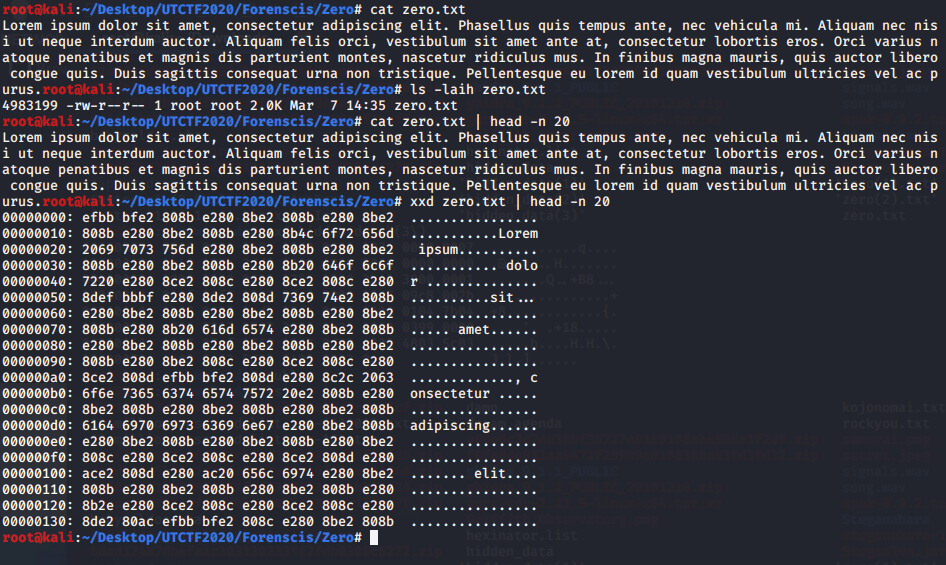 root@kali:~/Desktop/UTCTF2020/Forenscis/Zero# cat zero.txt
Lorem ipsum dolor sit amet, consectetur adipiscing elit. Phasellus quis tempus ante, nec vehicula mi. Aliquam nec nis
i ut neque interdum auctor. Aliquam felis orci, vestibulum sit amet ante at, consectetur lobortis eros. Orci varius n
atoque penatibus et magnis dis parturient montes, nascetur ridiculus mus. In finibus magna mauris, quis auctor libero
 congue quis. Duis sagittis consequat urna non tristique. Pellentesque eu lorem id quam vestibulum ultricies vel ac p
urus.root@kali:~/Desktop/UTCTF2020/Forenscis/Zero# ls -laih zero.txt
4983199 -rw-r--r-- 1 root root 2.0K Mar  7 14:35 zero.txt
root@kali:~/Desktop/UTCTF2020/Forenscis/Zero# cat zero.txt | head -n 20
Lorem ipsum dolor sit amet, consectetur adipiscing elit. Phasellus quis tempus ante, nec vehicula mi. Aliquam nec nis
i ut neque interdum auctor. Aliquam felis orci, vestibulum sit amet ante at, consectetur lobortis eros. Orci varius n
atoque penatibus et magnis dis parturient montes, nascetur ridiculus mus. In finibus magna mauris, quis auctor libero
 congue quis. Duis sagittis consequat urna non tristique. Pellentesque eu lorem id quam vestibulum ultricies vel ac p
urus.root@kali:~/Desktop/UTCTF2020/Forenscis/Zero# xxd zero.txt | head -n 20
00000000: efbb bfe2 808b e280 8be2 808b e280 8be2  ................
00000010: 808b e280 8be2 808b e280 8b4c 6f72 656d  ...........Lorem
00000020: 2069 7073 756d e280 8be2 808b e280 8be2   ipsum..........
00000030: 808b e280 8be2 808b e280 8b20 646f 6c6f  ........... dolo
00000040: 7220 e280 8ce2 808c e280 8ce2 808c e280  r ..............
00000050: 8def bbbf e280 8de2 808d 7369 74e2 808b  ..........sit...
00000060: e280 8be2 808b e280 8be2 808b e280 8be2  ................
00000070: 808b e280 8b20 616d 6574 e280 8be2 808b  ..... amet......
00000080: e280 8be2 808b e280 8be2 808b e280 8be2  ................
00000090: 808b e280 8be2 808c e280 8ce2 808c e280  ................
000000a0: 8ce2 808d efbb bfe2 808d e280 8c2c 2063  ............., c
000000b0: 6f6e 7365 6374 6574 7572 20e2 808b e280  onsectetur .....
000000c0: 8be2 808b e280 8be2 808b e280 8be2 808b  ................
000000d0: 6164 6970 6973 6369 6e67 e280 8be2 808b  adipiscing......
000000e0: e280 8be2 808b e280 8be2 808b e280 8be2  ................
000000f0: 808c e280 8ce2 808c e280 8ce2 808d e280  ................
00000100: ace2 808d e280 ac20 656c 6974 e280 8be2  ....... elit....
00000110: 808b e280 8be2 808b e280 8be2 808b e280  ................
00000120: 8b2e e280 8ce2 808c e280 8ce2 808c e280  ................
00000130: 8de2 80ac efbb bfe2 808c e280 8be2 808b  ................
root@kali:~/Desktop/UTCTF2020/Forenscis/Zero#
kojonomai.txt
rockyou.txt
signals.wav
song.wav
hexinator.list
hidden_data
zero.txt